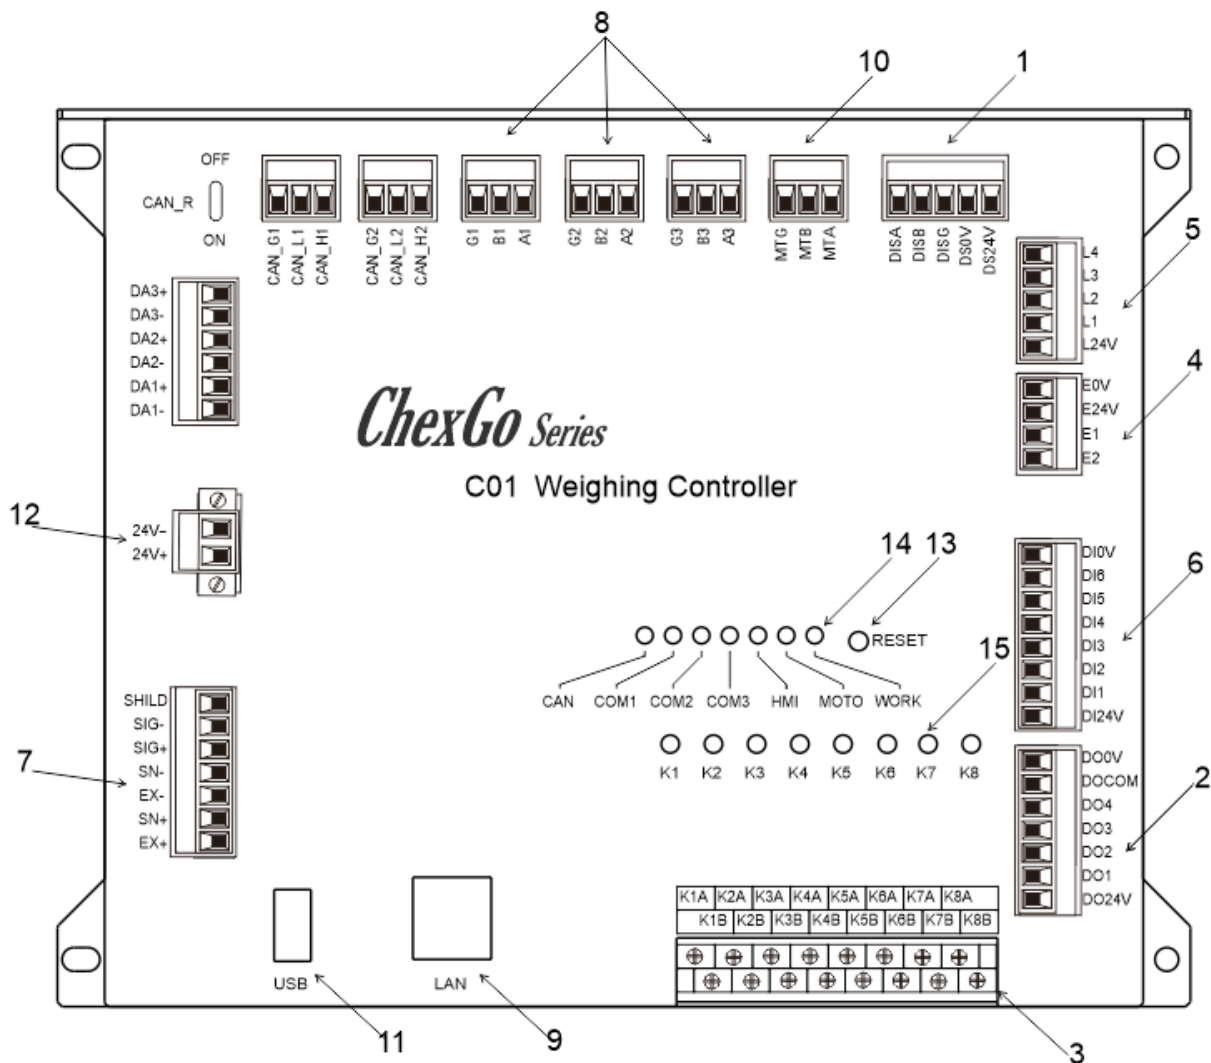 8
10
1
OFF
CAN_R
ON
CAN_G1
CAN_L1
CAN_H1
CAN_G2
CAN_L2
CAN_H2
G1
B1
A1
G2
B2
A2
G3
B3
A3
MTG
MTB
MTA
DISA
DISB
DISG
DS0V
DS24V
L4
L3
L2
L1
L24V
5
DA3+
DA3-
DA2+
DA2-
DA1+
DA1-
E0V
E24V
E1
E2
4
ChexGo Series
C01 Weighing Controller
12
24V-
24V+
14
13
RESET
CAN
COM1
COM2
COM3
HMI
MOTO
WORK
15
K1
K2
K3
K4
K5
K6
K7
K8
DI0V
DI6
DI5
DI4
DI3
DI2
DI1
DI24V
6
SHILD
SIG-
SIG+
SN-
EX-
SN+
EX+
7
DO0V
DOCOM
DO4
DO3
DO2
DO1
DO24V
2
K1A K2A K3A K4A K5A K6A K7A K8A
K1B K2B K3B K4B K5B K6B K7B K8B
USB
LAN
11
9
3